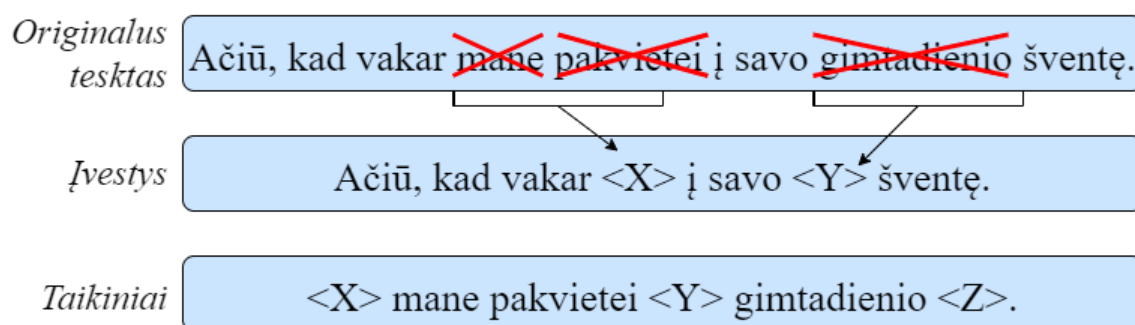 Originalus
tesktas
Ačiū, kad vakar mane pakvietei į savo gimtadienio šventę.
Įvestys
Ačiū, kad vakar <X> į savo <Y> šventę.
Taikiniai
<X> mane pakvietei <Y> gimtadienio <Z>.